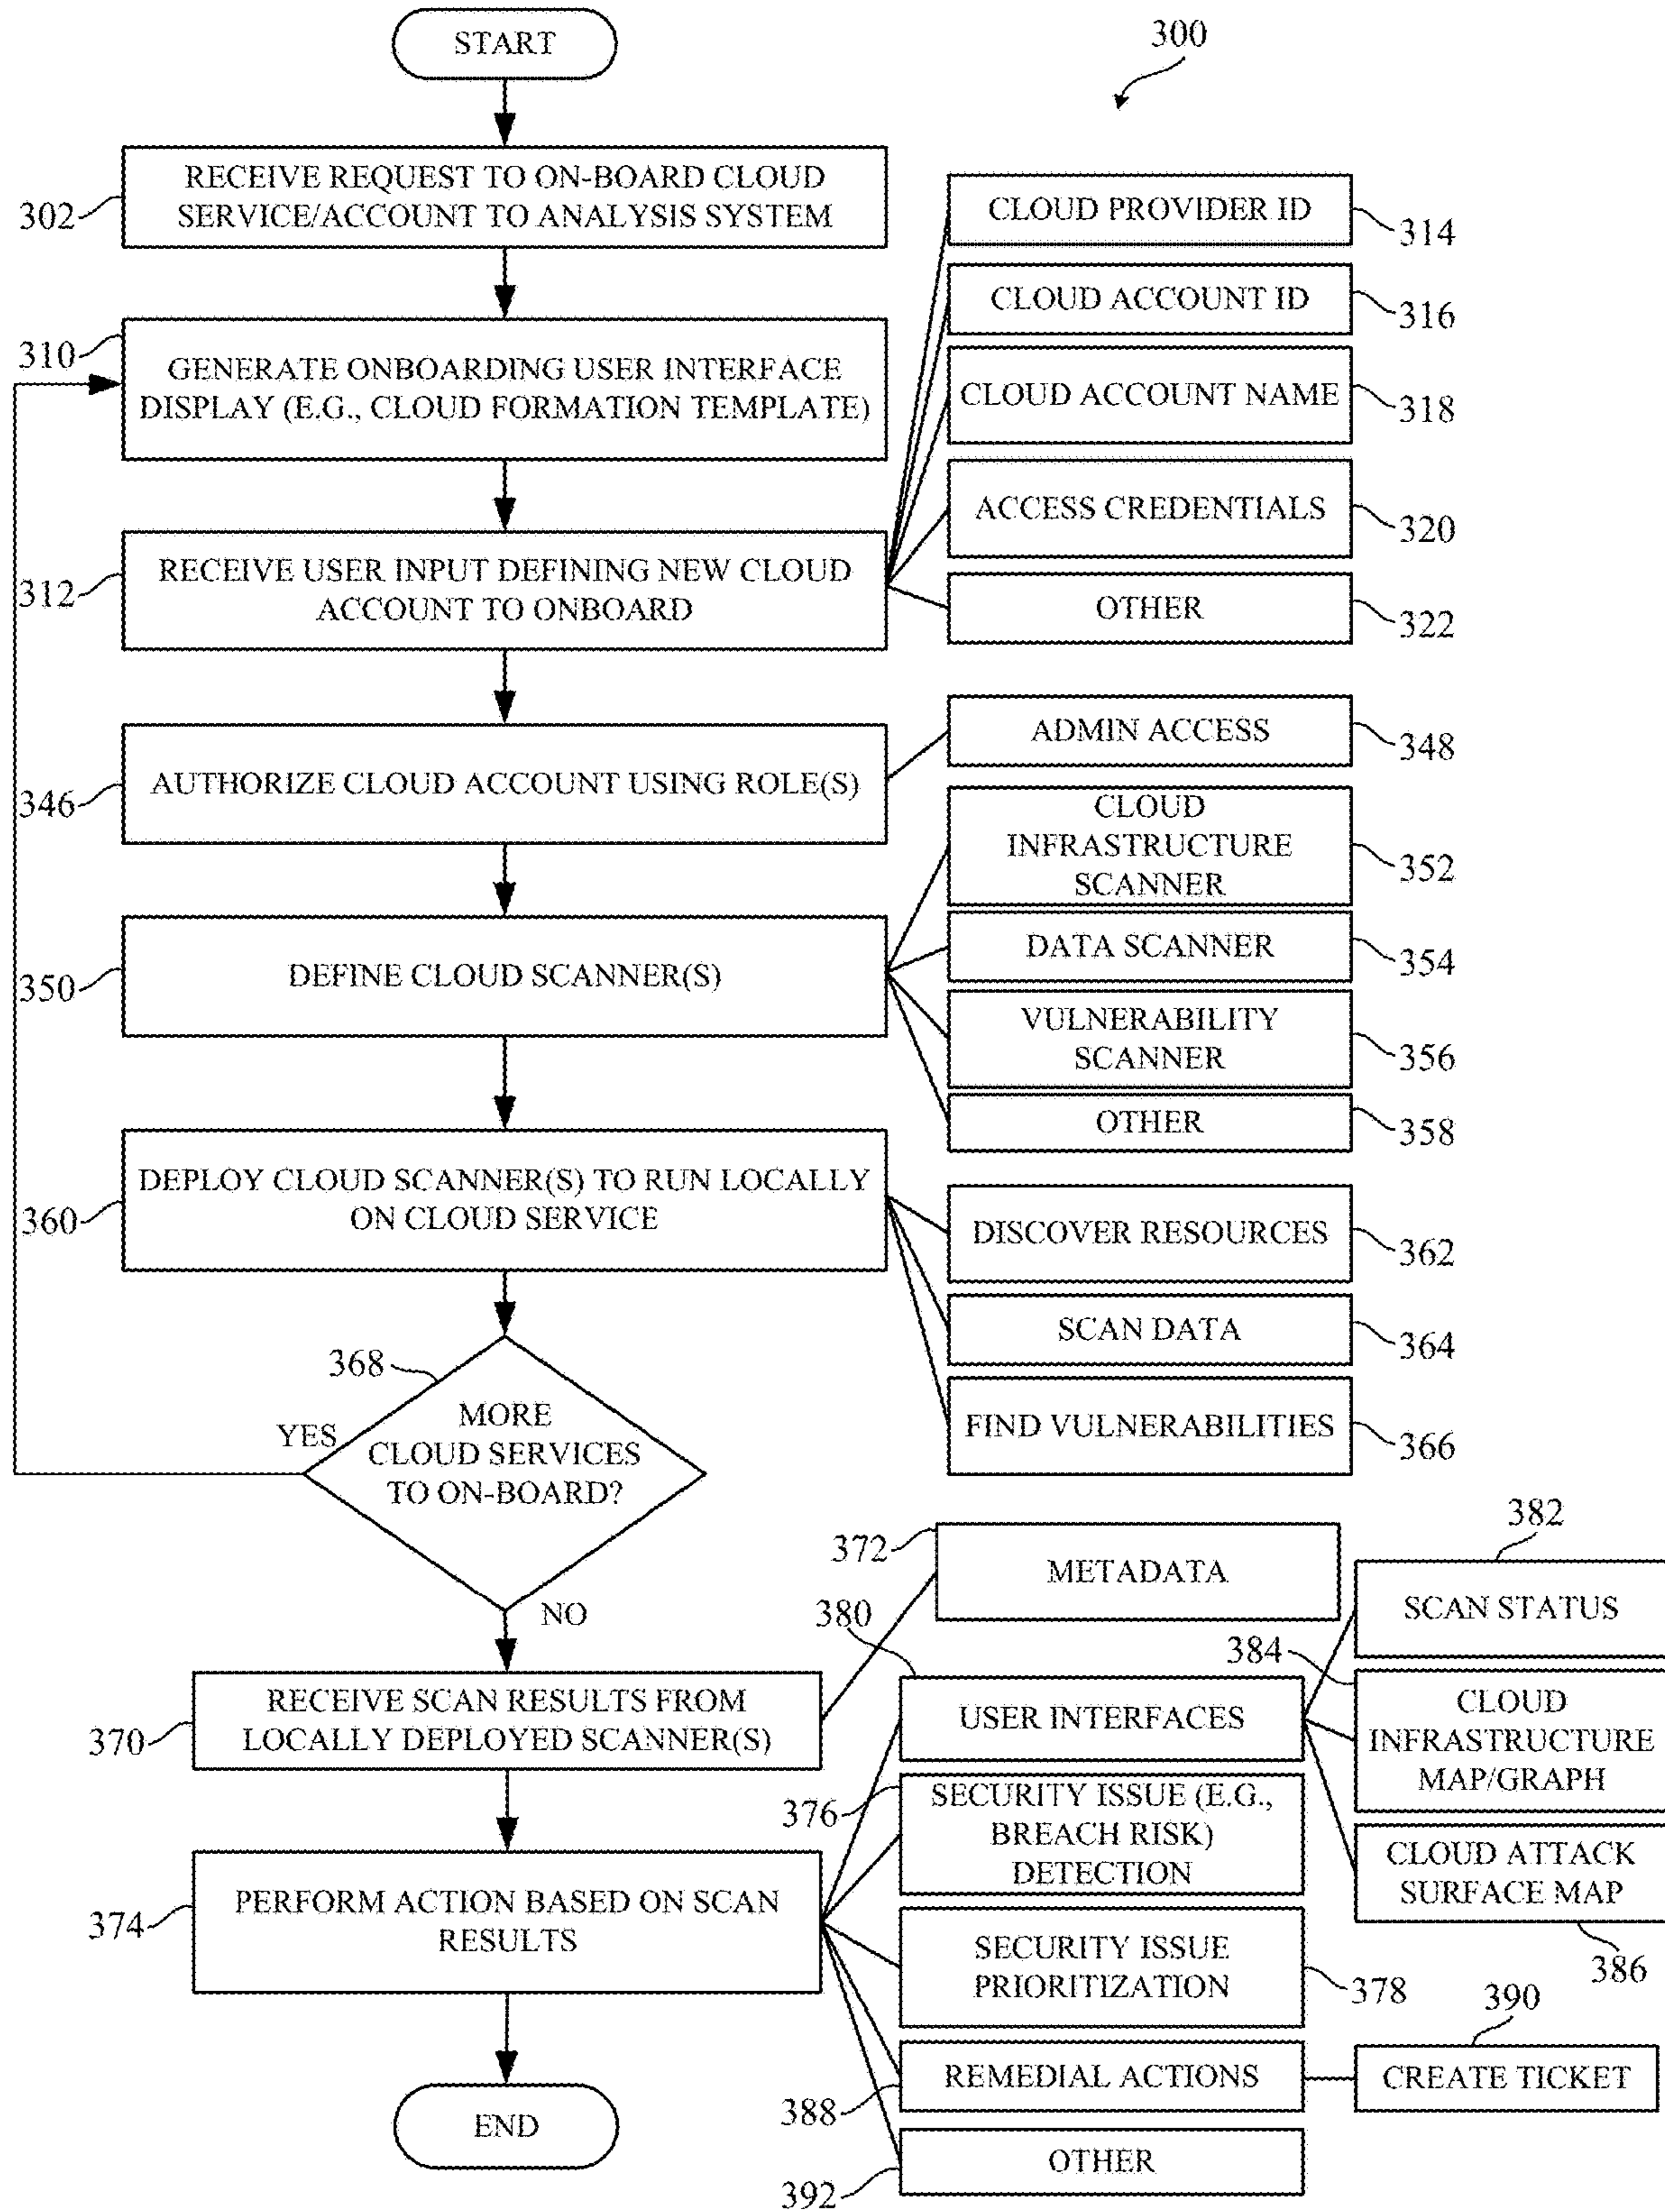 START
300
302
RECEIVE REQUEST TO ON-BOARD CLOUD
SERVICE/ACCOUNT TO ANALYSIS SYSTEM
310
GENERATE ONBOARDING USER INTERFACE
DISPLAY (E.G., CLOUD FORMATION TEMPLATE)
312
RECEIVE USER INPUT DEFINING NEW CLOUD
ACCOUNT TO ONBOARD
CLOUD PROVIDER ID
314
CLOUD ACCOUNT ID
316
CLOUD ACCOUNT NAME
318
ACCESS CREDENTIALS
320
OTHER
322
346
AUTHORIZE CLOUD ACCOUNT USING ROLE(S)
ADMIN ACCESS
348
350
DEFINE CLOUD SCANNER(S)
CLOUD
INFRASTRUCTURE
SCANNER
352
DATA SCANNER
354
VULNERABILITY
SCANNER
356
OTHER
358
360
DEPLOY CLOUD SCANNER(S) TO RUN LOCALLY
ON CLOUD SERVICE
DISCOVER RESOURCES
362
SCAN DATA
364
FIND VULNERABILITIES
366
368
MORE
CLOUD SERVICES
TO ON-BOARD?
YES
NO
370
RECEIVE SCAN RESULTS FROM
LOCALLY DEPLOYED SCANNER(S)
372
METADATA
374
PERFORM ACTION BASED ON SCAN
RESULTS
380
USER INTERFACES
382
SCAN STATUS
384
CLOUD
INFRASTRUCTURE
MAP/GRAPH
CLOUD ATTACK
SURFACE MAP
386
376
SECURITY ISSUE (E.G.,
BREACH RISK)
DETECTION
SECURITY ISSUE
PRIORITIZATION
378
388
REMEDIAL ACTIONS
390
CREATE TICKET
392
OTHER
END